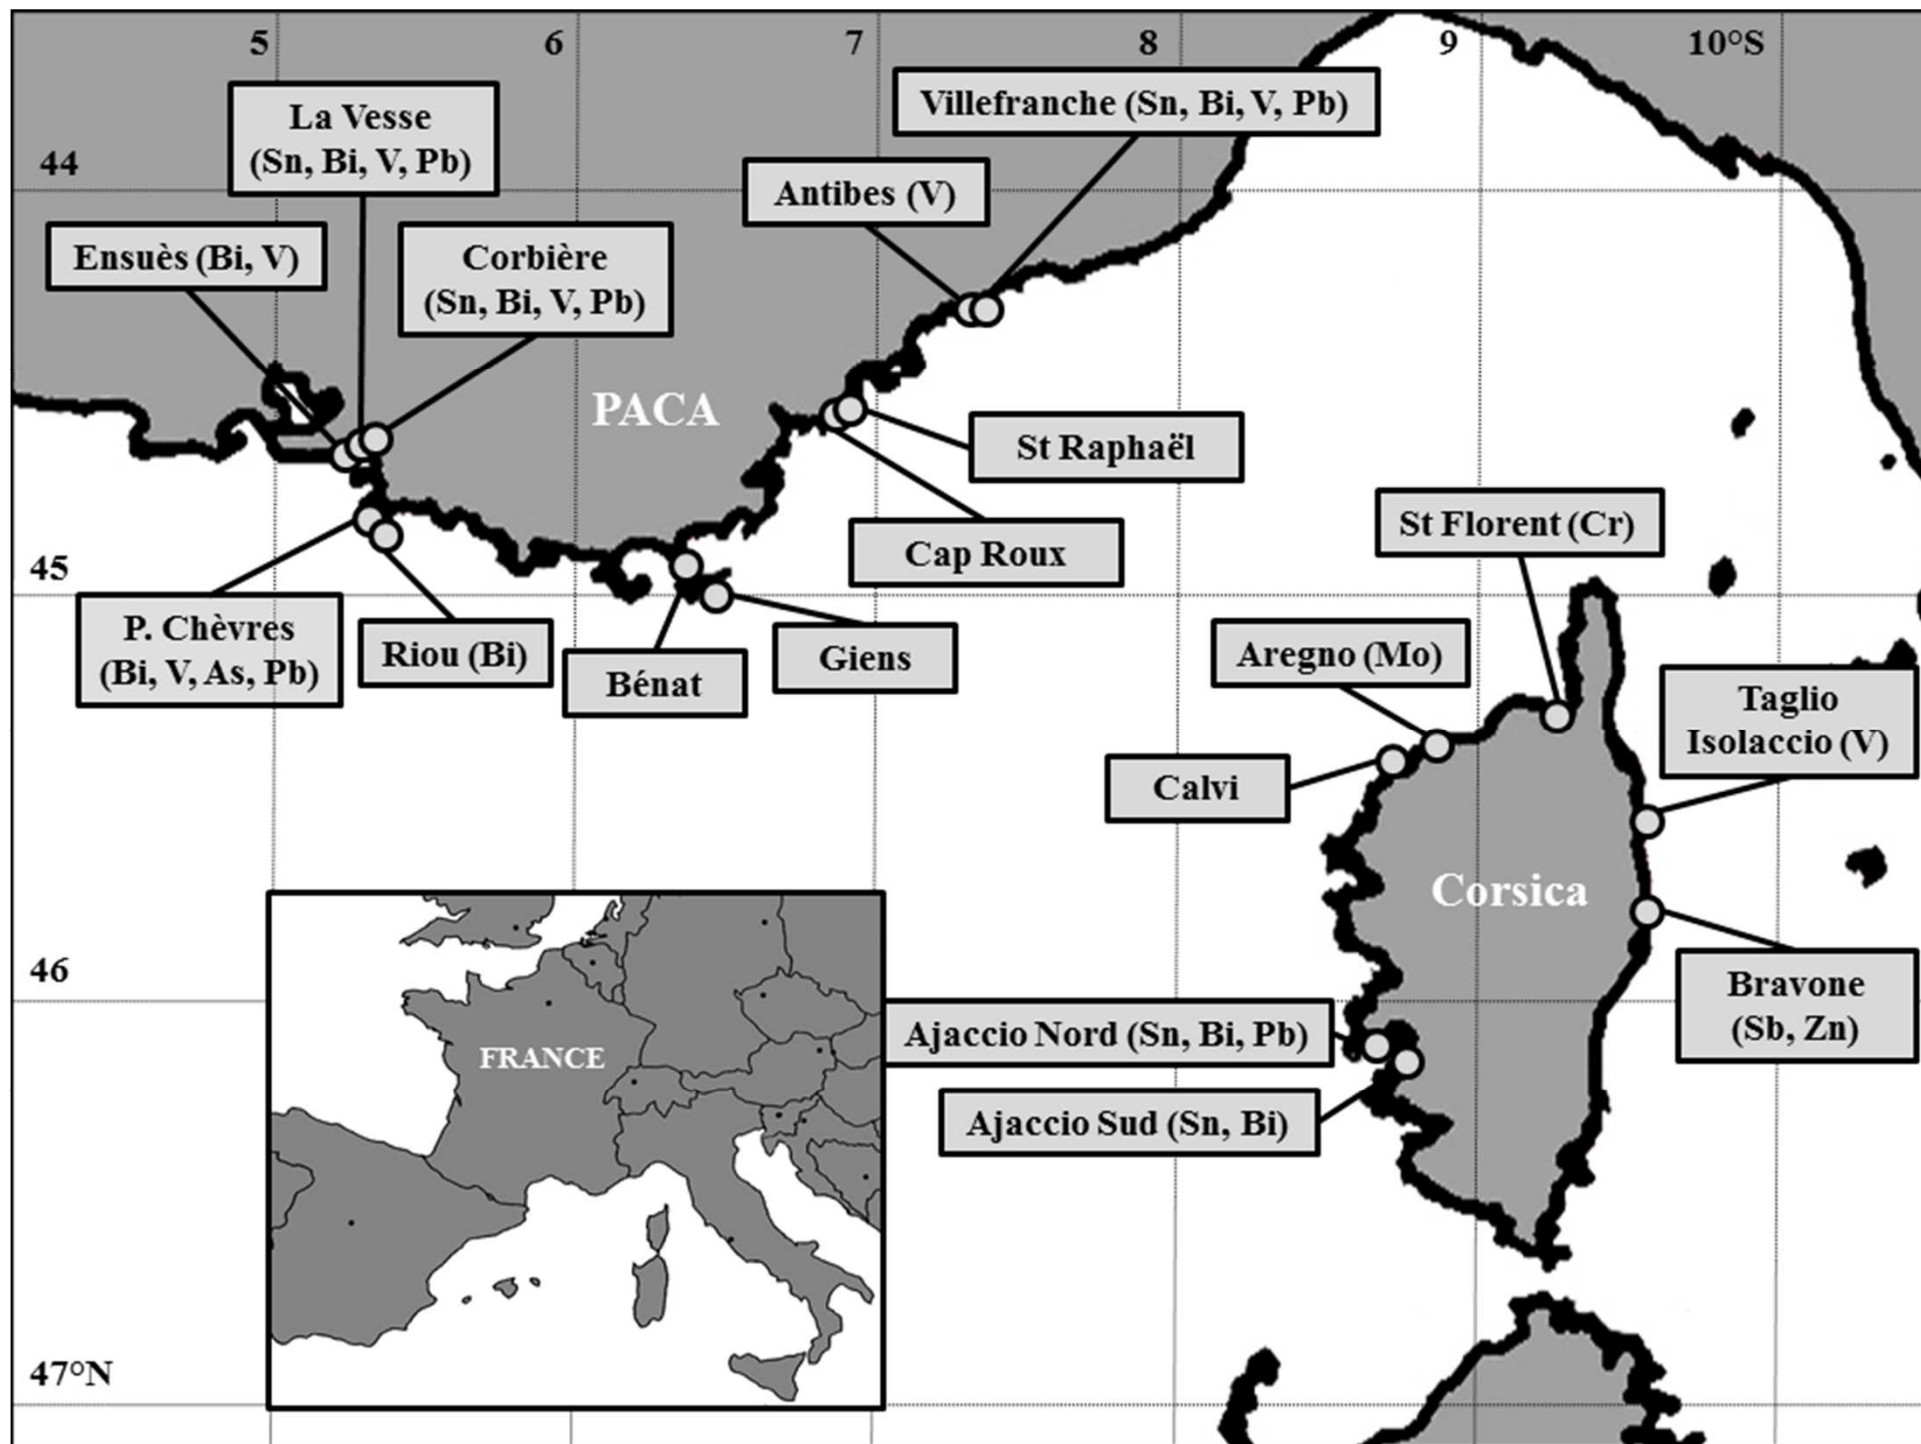 5
6
7
8
9
10°S
La Vesse
(Sn, Bi, V, Pb)
Villefranche (Sn, Bi, V, Pb)
44
Antibes (V)
Ensuès (Bi, V)
Corbière
(Sn, Bi, V, Pb)
PACA
St Raphaël
Cap Roux
St Florent (Cr)
45
P. Chèvres
(Bi, V, As, Pb)
Riou (Bi)
Bénat
Giens
Aregno (Mo)
Taglio
Isolaccio (V)
Calvi
Corsica
46
Bravone
(Sb, Zn)
Ajaccio Nord (Sn, Bi, Pb)
FRANCE
Ajaccio Sud (Sn, Bi)
47°N